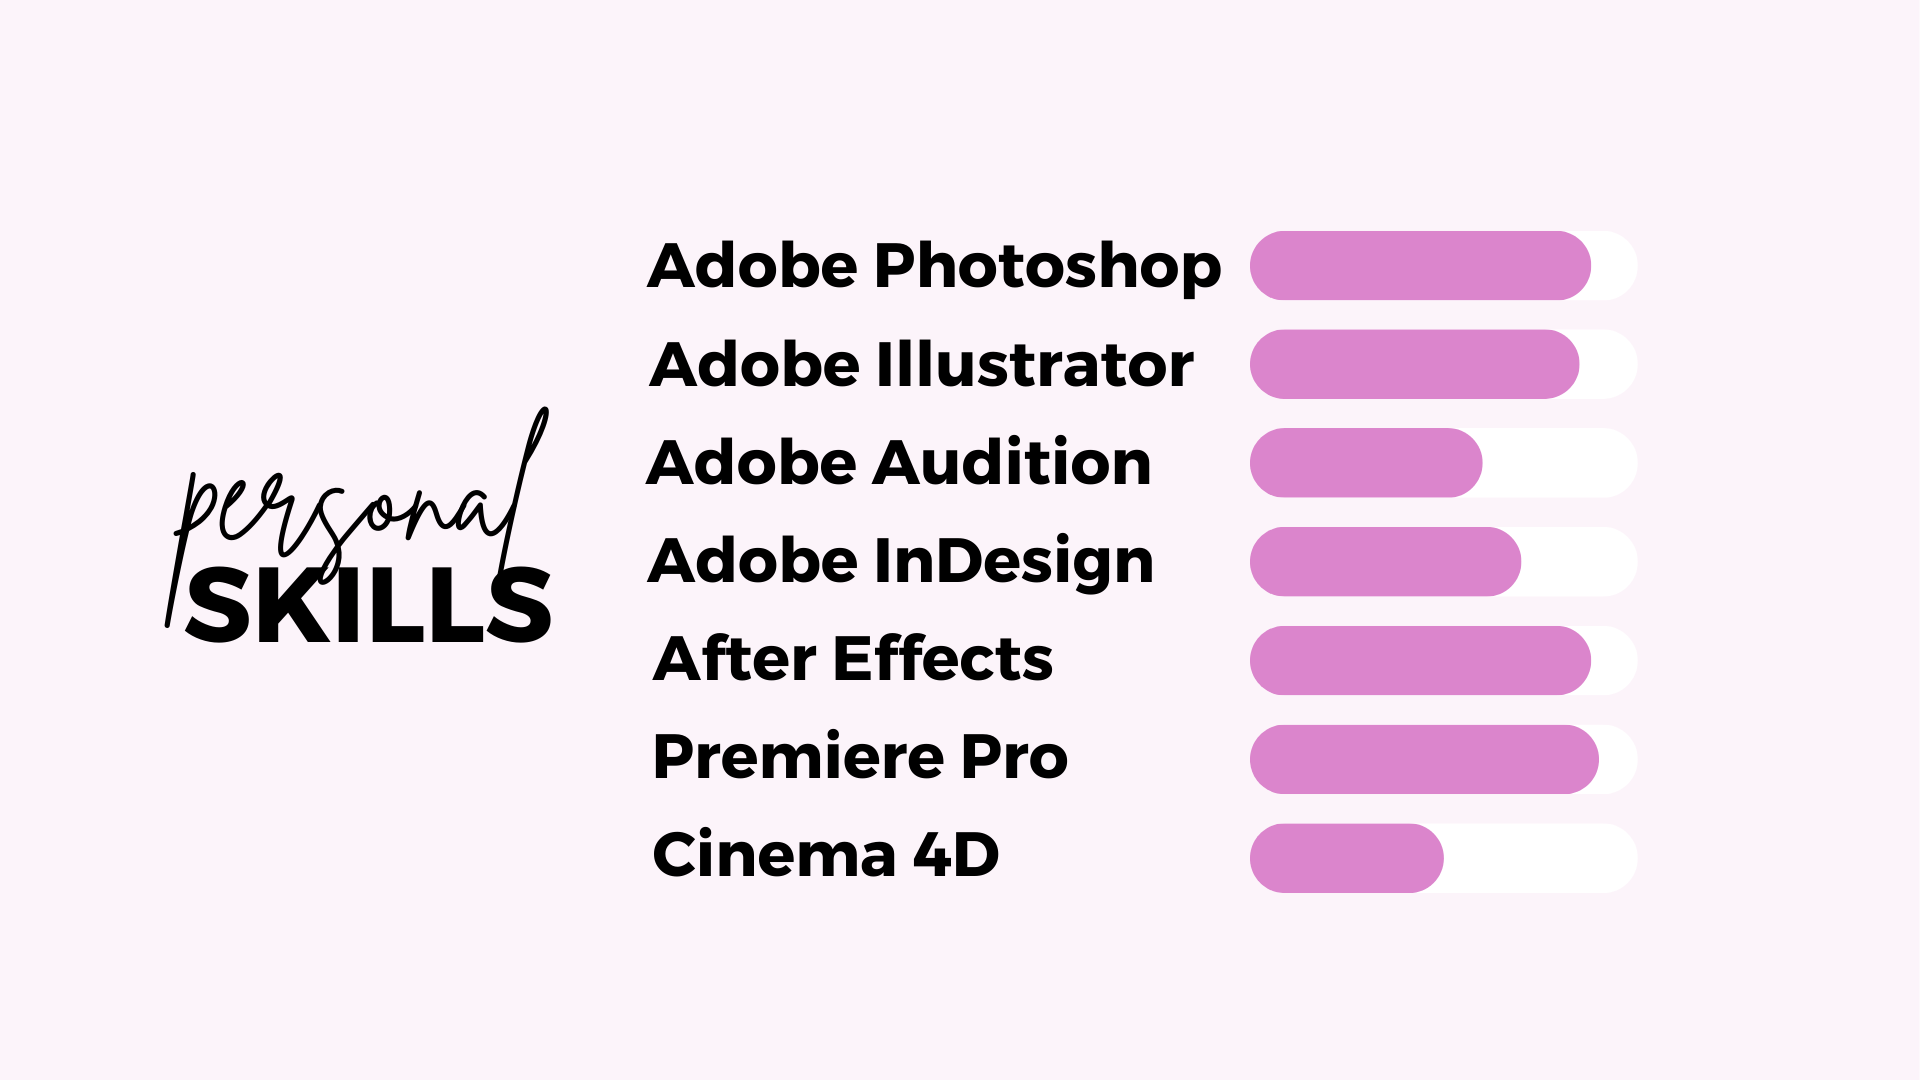 personal
SKILLS
Adobe Photoshop
Adobe Illustrator
Adobe Audition
Adobe InDesign
After Effects
Premiere Pro
Cinema 4D